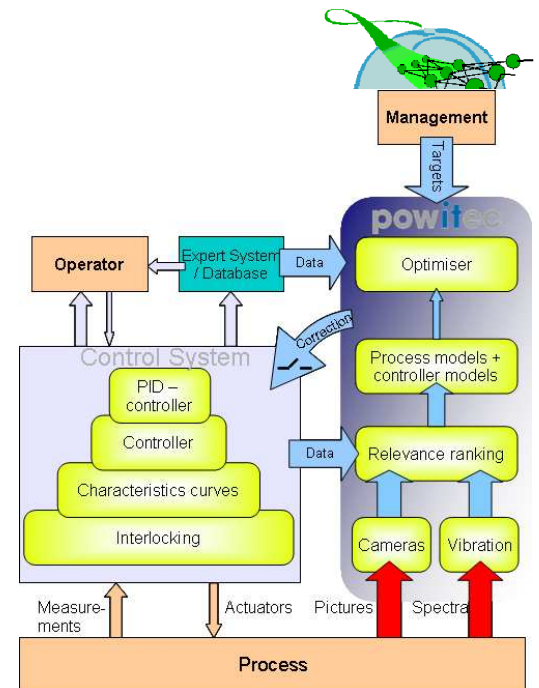 Management
Targets
powitec
Operator
Expert System
/ Database
Data
Optimiser
Correction
Control System
PID –
controller
Process models +
controller models
Controller
Data
Relevance ranking
Characteristics curves
Interlocking
Cameras
Vibration
Measure-
ments
Actuators
Pictures
Spectra
Process